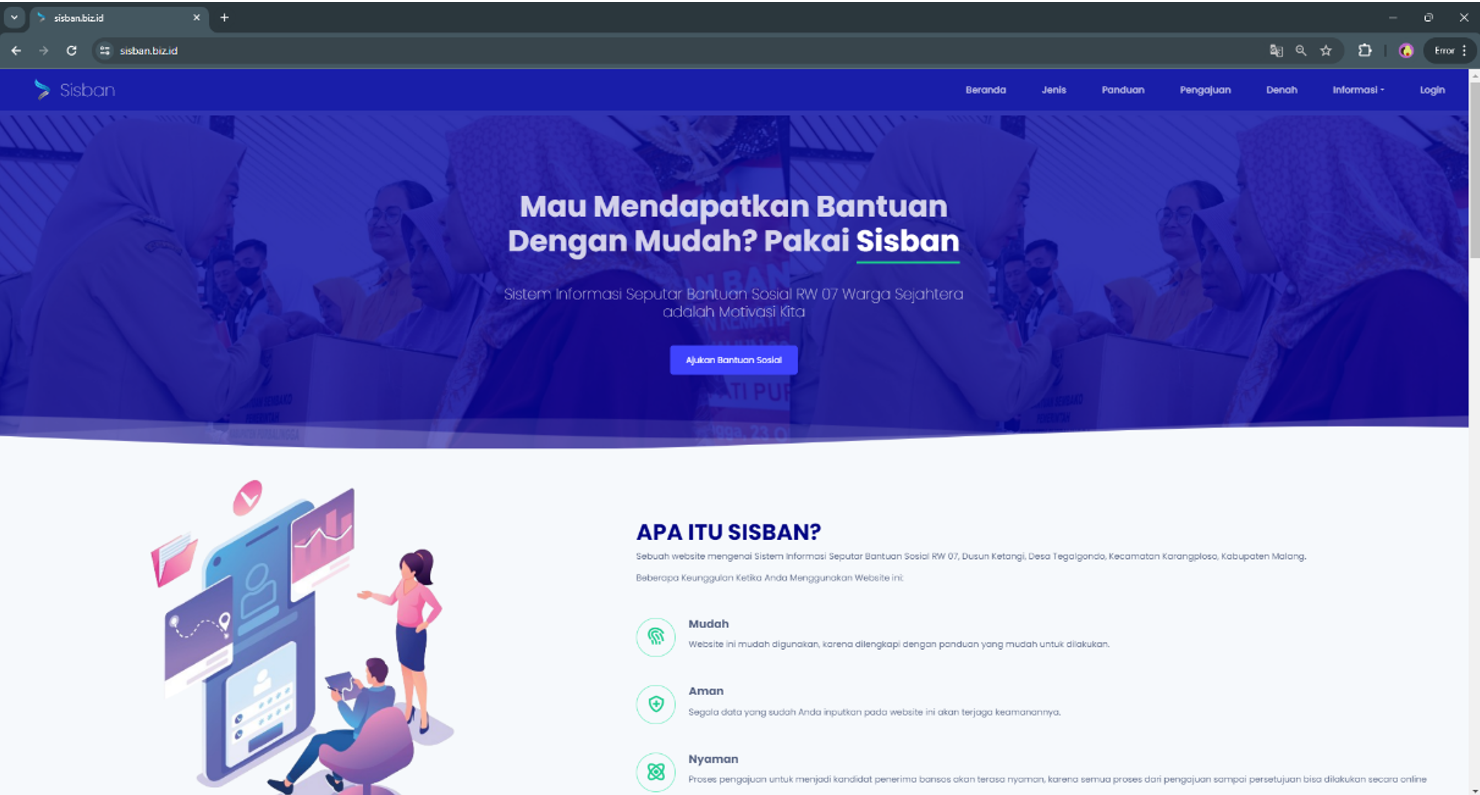 sisban.biz.id
sisban.biz.id
Error
Sisban
Beranda Jenis Panduan Pengajuan Denah Informasi Login
Mau Mendapatkan Bantuan
Dengan Mudah? Pakai Sisban
Sistem Informasi Seputar Bantuan Sosial RW 07 Warga Sejahtera
adalah Motivasi Kita
Ajukan Bantuan Sosial
APA ITU SISBAN?
Sebuah website mengenai Sistem Informasi Seputar Bantuan Sosial RW 07, Dusun Ketangi, Desa Tegalgondo, Kecamatan Karangploso, Kabupaten Malang.
Beberapa Keunggulan Ketika Anda Menggunakan Website ini:
Mudah
Website ini mudah digunakan, karena dilengkapi dengan panduan yang mudah untuk dilakukan.
Aman
Segala data yang sudah Anda inputkan pada website ini akan terjaga keamanannya.
Nyaman
Proses pengajuan untuk menjadi kandidat penerima bansos akan terasa nyaman, karena semua proses dari pengajuan sampai persetujuan bisa dilakukan secara online